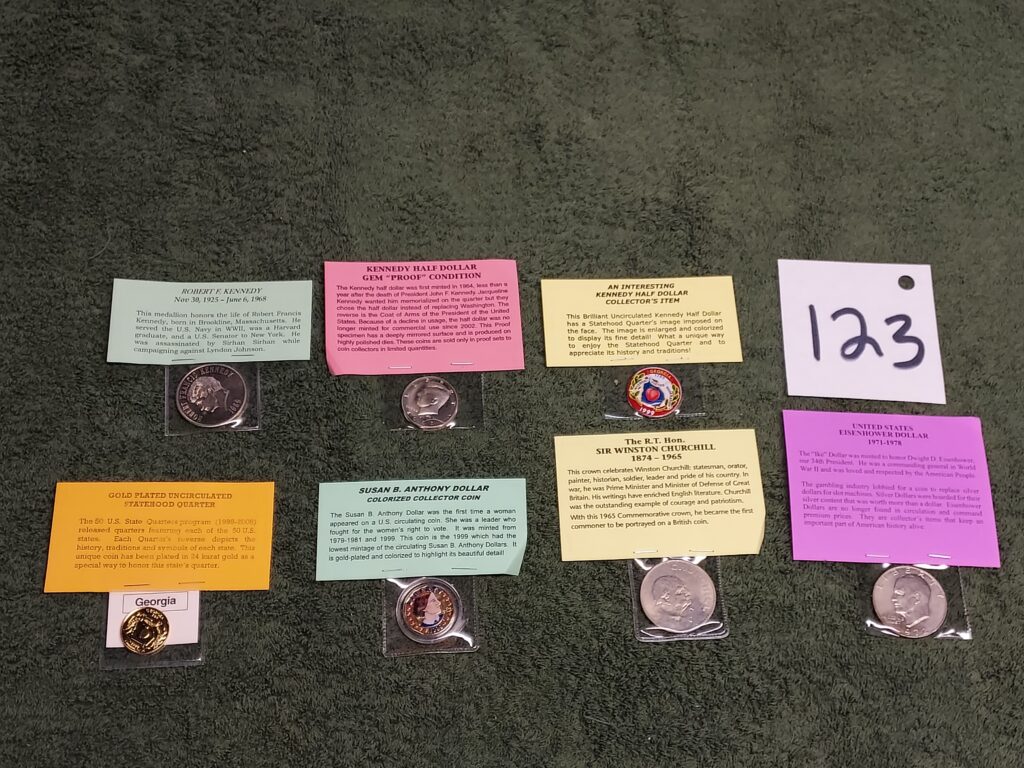 ROBERT F. KENNEDY
Nov 30, 1925 – June 6, 1968
This medallion honors the life of Robert Francis
Kennedy, born in Brookline, Massachusetts. He
served the U.S. Navy in WWII, was a Harvard
graduate, and a U.S. Senator to New York. He
was assassinated by Sirhan Sirhan while
campaigning against Lyndon Johnson.
ROBERT FRANCIS KENNEDY
KENNEDY HALF DOLLAR
GEM "PROOF" CONDITION
The Kennedy half dollar was first minted in 1964, less than a
year after the death of President John F. Kennedy. Jacqueline
Kennedy wanted him memorialized on the quarter but they
chose the half dollar instead of replacing Washington. The
reverse is the Coat of Arms of the President of the United
States. Because of a decline in usage, the half dollar was no
longer minted for commercial use since 2002. This Proof
specimen has a deeply mirrored surface and is produced on
highly polished dies. These coins are sold only in proof sets to
coin collectors in limited quantities.
AN INTERESTING
KENNEDY HALF DOLLAR
COLLECTOR'S ITEM
This Brilliant Uncirculated Kennedy Half Dollar
has a Statehood Quarter's image imposed on
the face. The image is enlarged and colorized
to display its fine detail! What a unique way
to enjoy the Statehood Quarter and to
appreciate its history and traditions!
GEORGIA
1999
123
GOLD PLATED UNCIRCULATED
STATEHOOD QUARTER
The 50 U.S. State Quarters program (1999-2008)
released quarters featuring each of the 50 U.S.
states. Each Quarter's reverse depicts the
history, traditions and symbols of each state. This
unique coin has been plated in 24 karat gold as a
special way to honor this state's quarter.
Georgia
SUSAN B. ANTHONY DOLLAR
COLORIZED COLLECTOR COIN
The Susan B. Anthony Dollar was the first time a woman
appeared on a U.S. circulating coin. She was a leader who
fought for the women's right to vote. It was minted from
1979-1981 and 1999. This coin is the 1999 which had the
lowest mintage of the circulating Susan B. Anthony Dollars. It
is gold-plated and colorized to highlight its beautiful detail!
The R.T. Hon.
SIR WINSTON CHURCHILL
1874 – 1965
This crown celebrates Winston Churchill: statesman, orator,
painter, historian, soldier, leader and pride of his country. In
war, he was Prime Minister and Minister of Defense of Great
Britain. His writings have enriched English literature. Churchill
was the outstanding example of courage and patriotism.
With this 1965 Commemorative crown, he became the first
commoner to be portrayed on a British coin.
UNITED STATES
EISENHOWER DOLLAR
1971-1978
The "Ike" Dollar was minted to honor Dwight D. Eisenhower,
our 34th President. He was a commanding general in World
War II and was loved and respected by the American People.
The gambling industry lobbied for a coin to replace silver
dollars for slot machines. Silver Dollars were hoarded for their
silver content that was worth more than a dollar. Eisenhower
Dollars are no longer found in circulation and command
premium prices. They are collector's items that keep an
important part of American history alive.